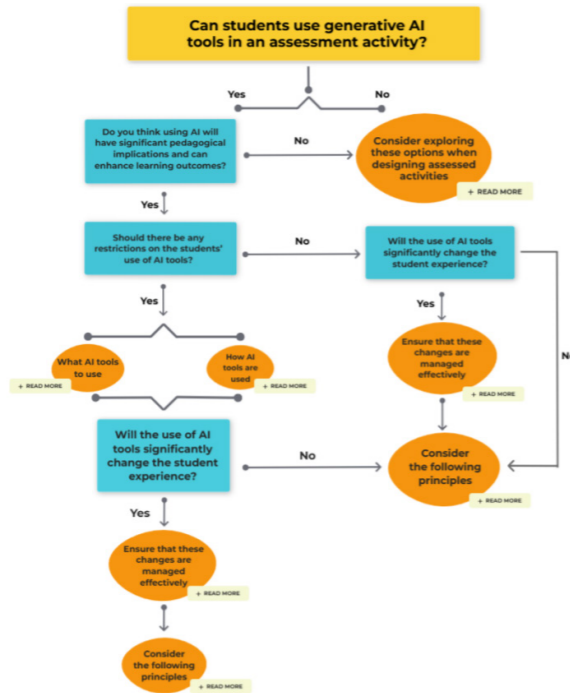 Can students use generative AI
tools in an assessment activity?
Yes
No
Do you think using AI will
have significant pedagogical
implications and can
enhance learning outcomes?
No
Consider exploring
these options when
designing assessed
activities
+ READ MORE
Yes
Should there be any
restrictions on the students'
use of AI tools?
No
Will the use of AI tools
significantly change the
student experience?
Yes
Yes
No
What AI tools
to use
+ READ MORE
How AI
tools are
used
+ READ MORE
Ensure that these
changes are
managed
effectively
+ READ MORE
Will the use of AI
tools significantly
change the student
experience?
No
Consider
the following
principles
+ READ MORE
Yes
Ensure that these
changes are
managed
effectively
+ READ MORE
Consider
the following
principles
+ READ MORE